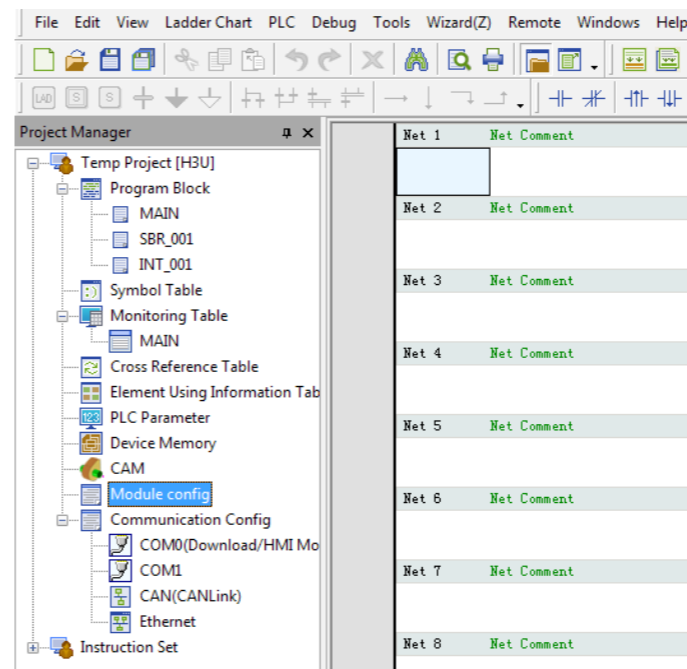 File Edit View Ladder Chart PLC Debug Tools Wizard(Z) Remote Windows Help
LAD S S
Project Manager
Temp Project [H3U]
Program Block
MAIN
SBR_001
INT_001
Symbol Table
Monitoring Table
MAIN
Cross Reference Table
Element Using Information Tab
PLC Parameter
Device Memory
CAM
Module config
Communication Config
COM0(Download/HMI Mo
COM1
CAN(CANLink)
Ethernet
Instruction Set
Net 1 Net Comment
Net 2 Net Comment
Net 3 Net Comment
Net 4 Net Comment
Net 5 Net Comment
Net 6 Net Comment
Net 7 Net Comment
Net 8 Net Comment